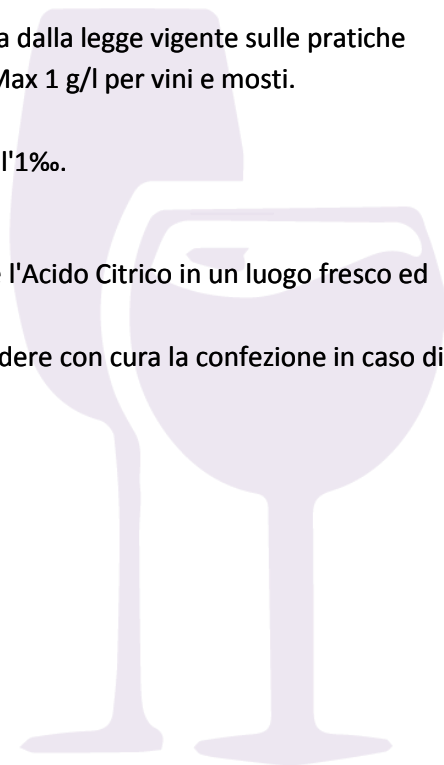 a dalla legge vigente sulle pratiche
Max 1 g/l per vini e mosti.
l'1‰.
l'Acido Citrico in un luogo fresco ed
dere con cura la confezione in caso di